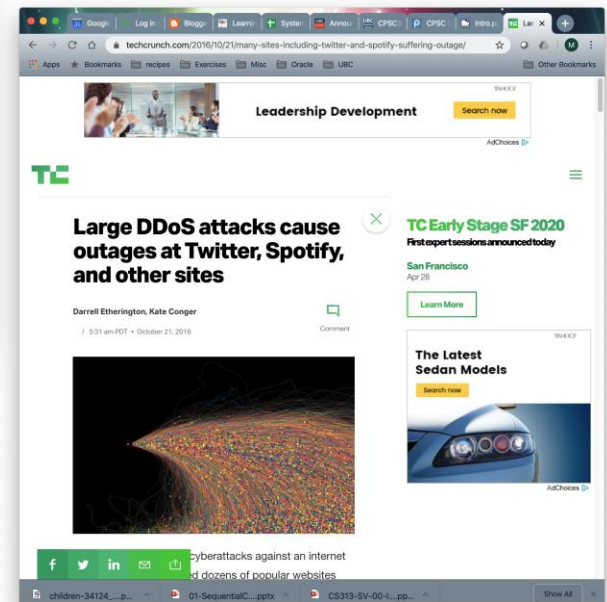 Googl
Log In
Blogge
Learni
System
Annou
CPSC
CPSC
intro.p
Lar
techcrunch.com/2016/10/21/many-sites-including-twitter-and-spotify-suffering-outage/
M
Apps Bookmarks recipes Exercises Misc Oracle UBC Other Bookmarks
YAHOO!
Leadership Development Search now
AdChoices
TC
Large DDoS attacks cause
outages at Twitter, Spotify,
and other sites
Darrell Etherington, Kate Conger
/ 5:31 am PDT • October 21, 2016
Comment
TC Early Stage SF 2020
First expert sessions announced today
San Francisco
Apr 28
Learn More
YAHOO!
The Latest
Sedan Models
Search now
AdChoices
cyberattacks against an internet
d dozens of popular websites
f in
children-34124_....p... 01-SequentialC....pptx CS313-SV-00-I....pp... Show All